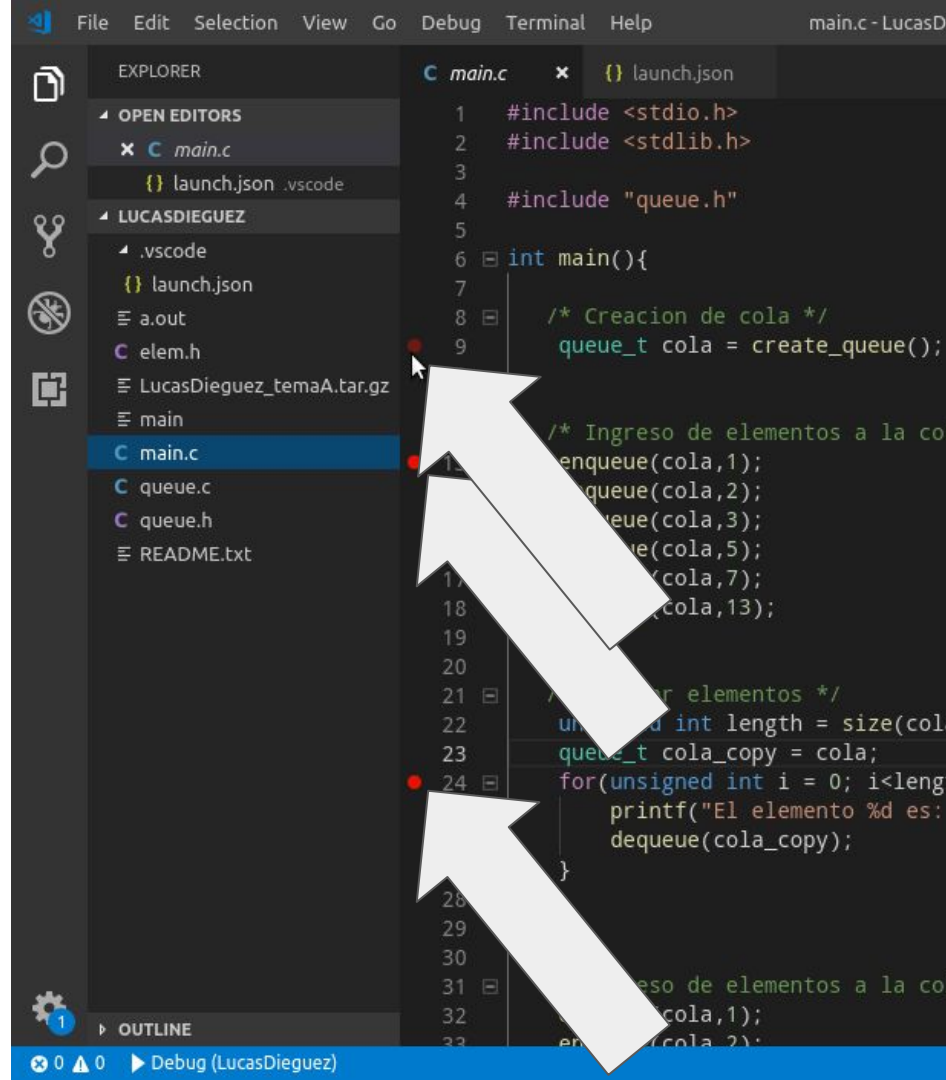 File Edit Selection View Go Debug Terminal Help main.c - LucasD
EXPLORER
OPEN EDITORS
C main.c
{} launch.json .vscode
LUCASDIEGUEZ
.vscode
{} launch.json
a.out
C elem.h
LucasDieguez_temaA.tar.gz
main
C main.c
C queue.c
C queue.h
README.txt
OUTLINE
C main.c × {} launch.json
1 #include <stdio.h>
2 #include <stdlib.h>
3
4 #include "queue.h"
5
6 int main(){
7
8 /* Creacion de cola */
9 queue_t cola = create_queue();
/* Ingreso de elementos a la co
enqueue(cola,1);
queue(cola,2);
eue(cola,3);
e(cola,5);
17 (cola,7);
18 cola,13);
19
20
21 elementos */
22 int length = size(col
23 queue_t cola_copy = cola;
24 for(unsigned int i = 0; i<leng
printf("El elemento %d es:
dequeue(cola_copy);
}
28
29
30
31 eso de elementos a la co
32 cola,1);
33 cola,2);
1
0 0 Debug (LucasDieguez)